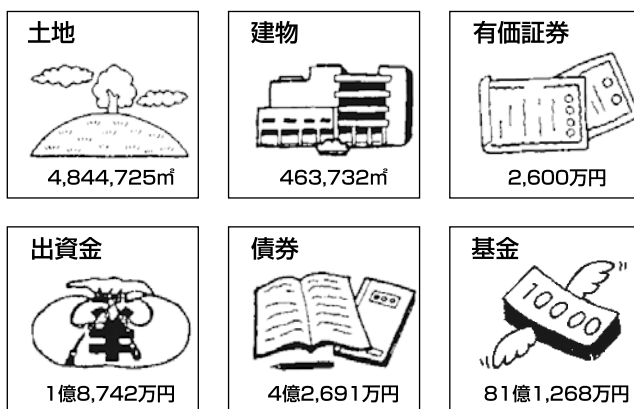 土地
4,844,725㎡
建物
463,732㎡
有価証券
2,600万円
出資金
1億8,742万円
債券
4億2,691万円
基金
10000
81億1,268万円